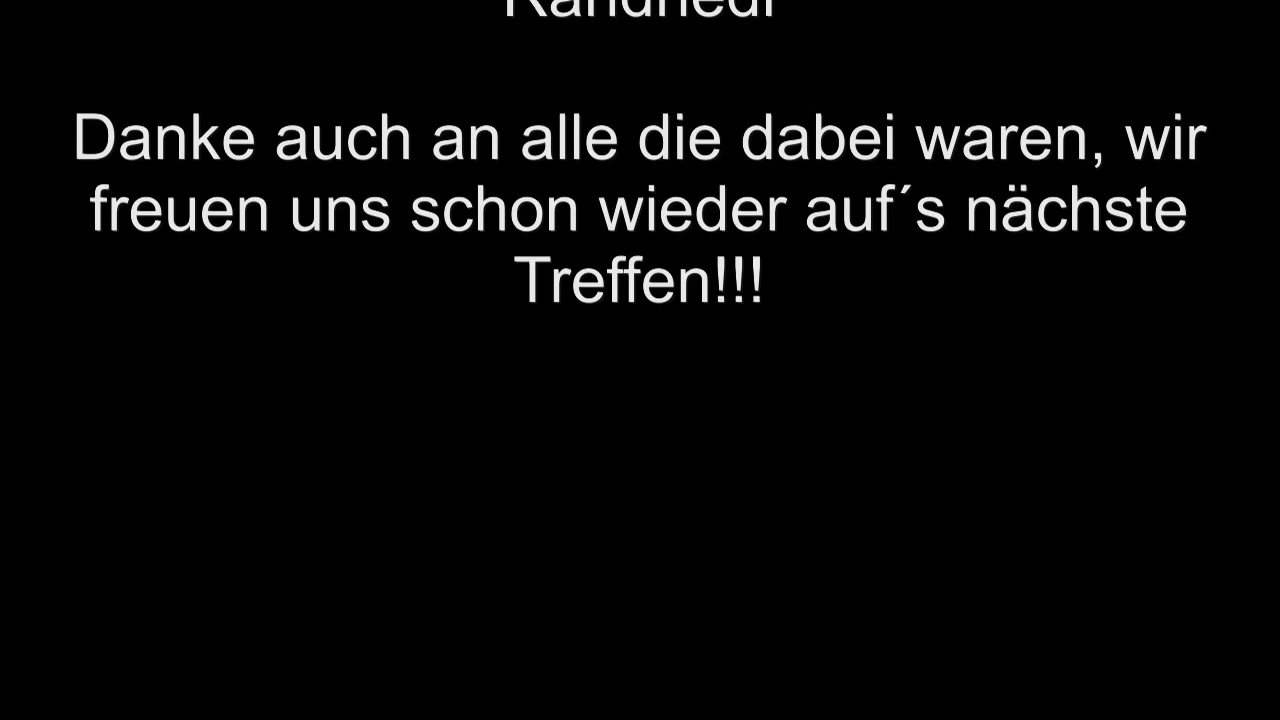 Danke auch an alle die dabei waren, wir
freuen uns schon wieder auf´s nächste
Treffen!!!